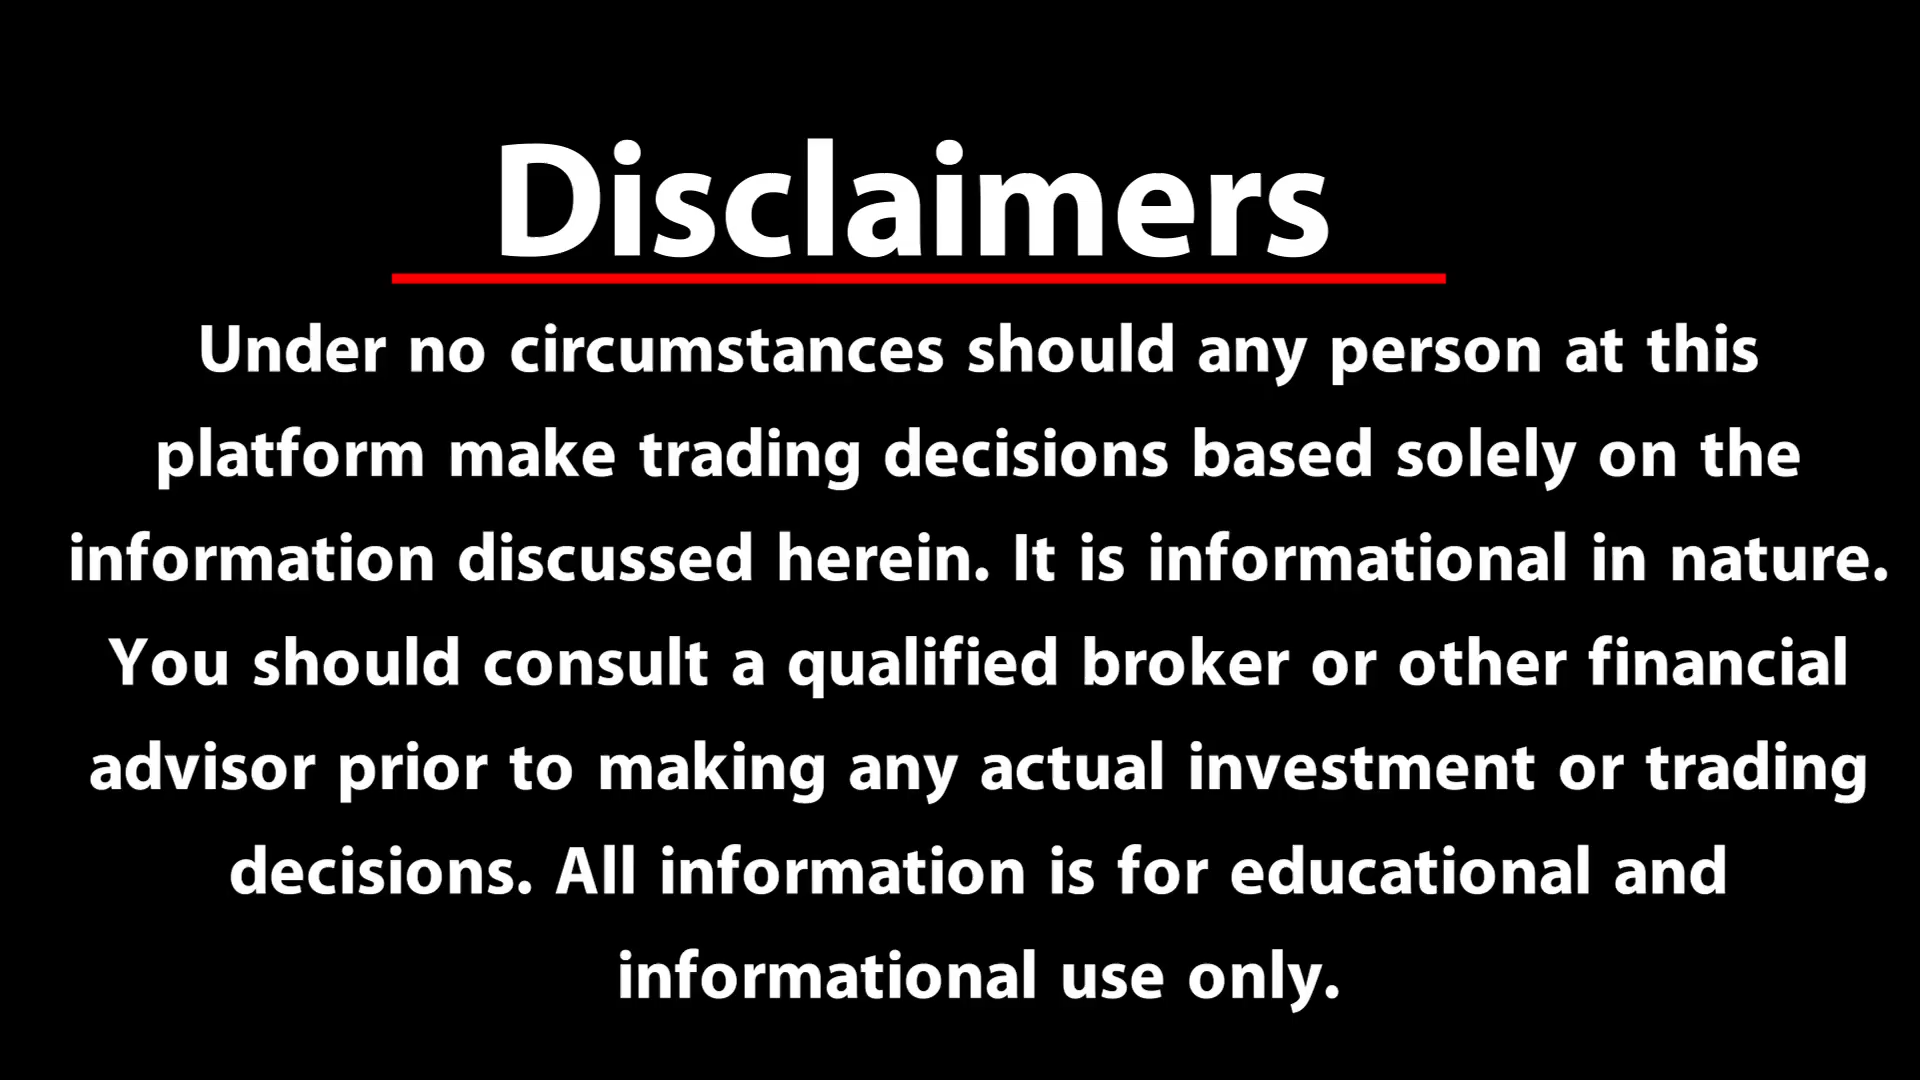 Disclaimers
Under no circumstances should any person at this
platform make trading decisions based solely on the
information discussed herein. It is informational in nature.
You should consult a qualified broker or other financial
advisor prior to making any actual investment or trading
decisions. All information is for educational and
informational use only.